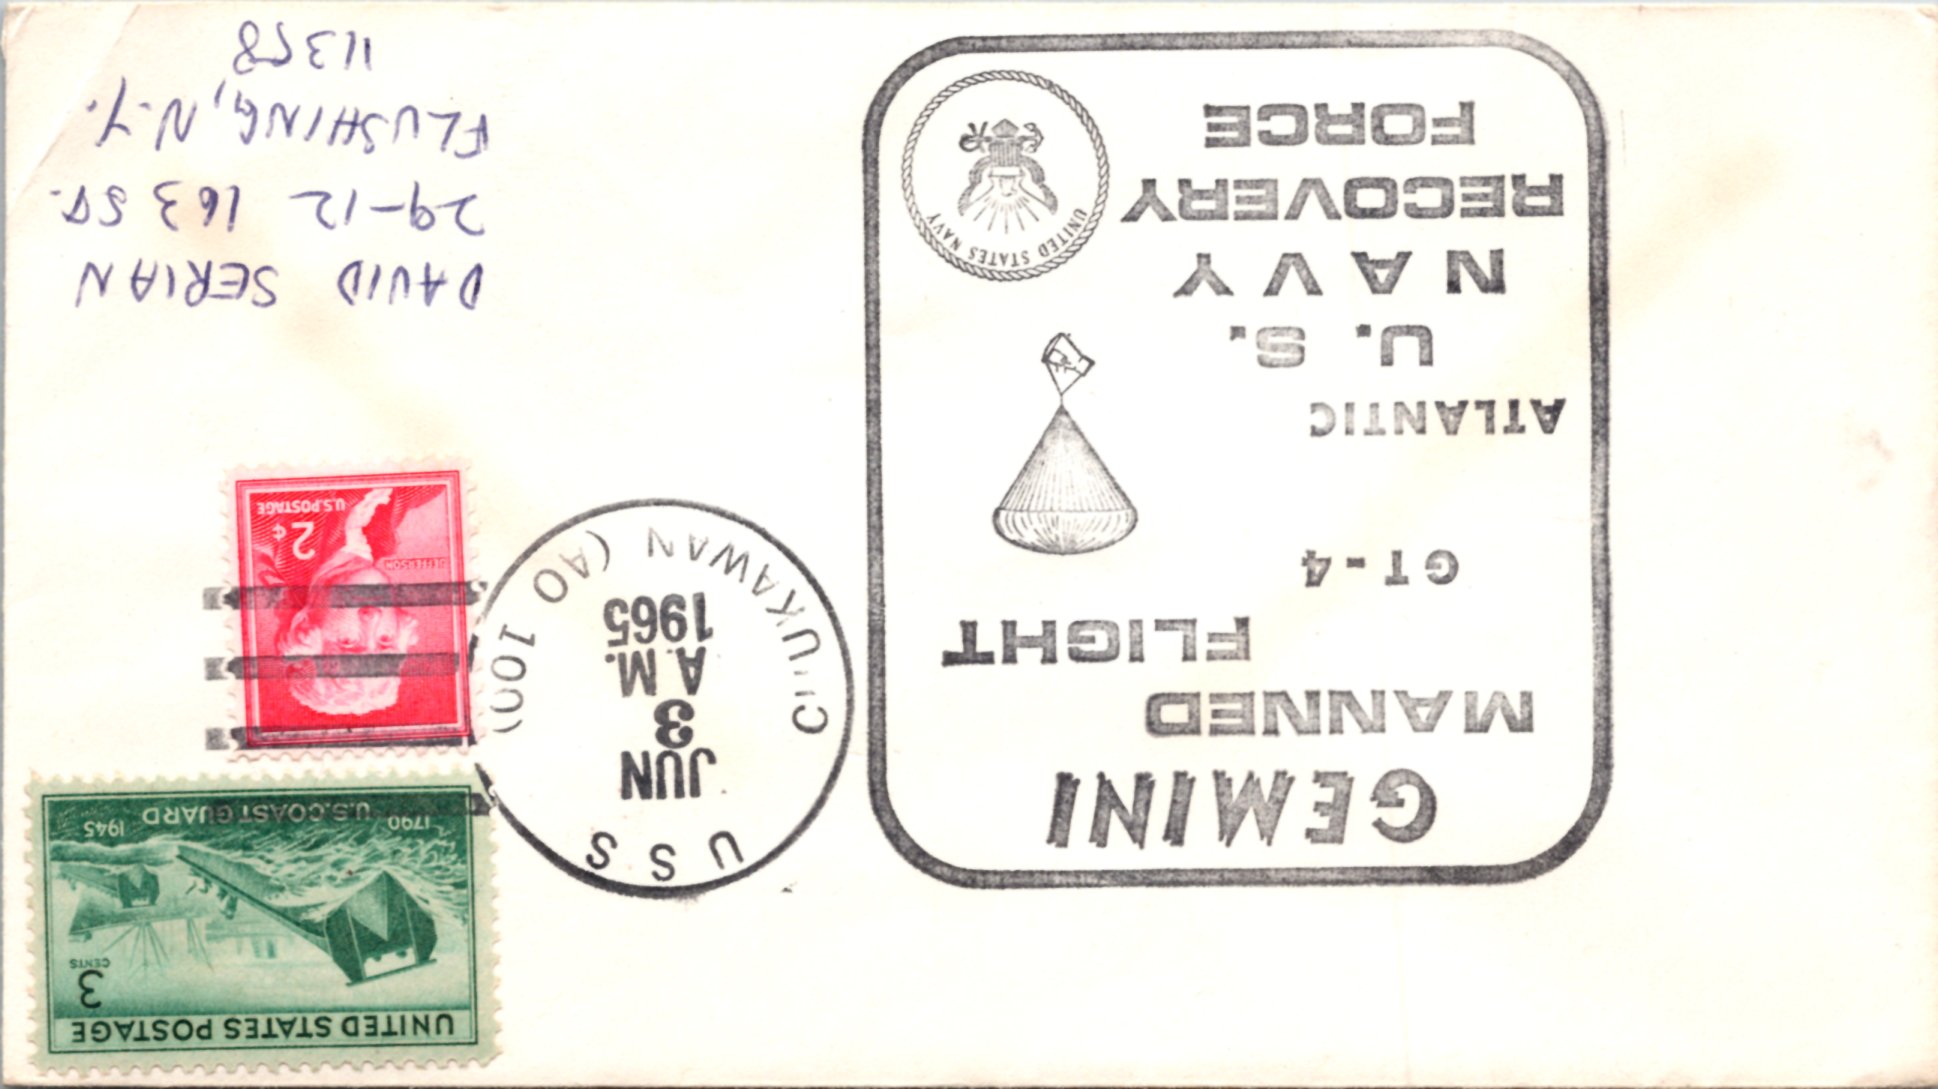 GEMINI
MANNED
FLIGHT
GT-4
ATLANTIC
U. S.
NAVY
RECOVERY
FORCE
UNITED STATES NAVY
USS
(AO 100)
JUN
3
A.M.
1965
UNITED STATES POSTAGE
3
CENTS
1790 U.S. COAST GUARD 1945
JEFFERSON
2¢
U.S. POSTAGE
DAVID SERIAN
29-12 163 ST.
FLUSHING, N.Y.
11358